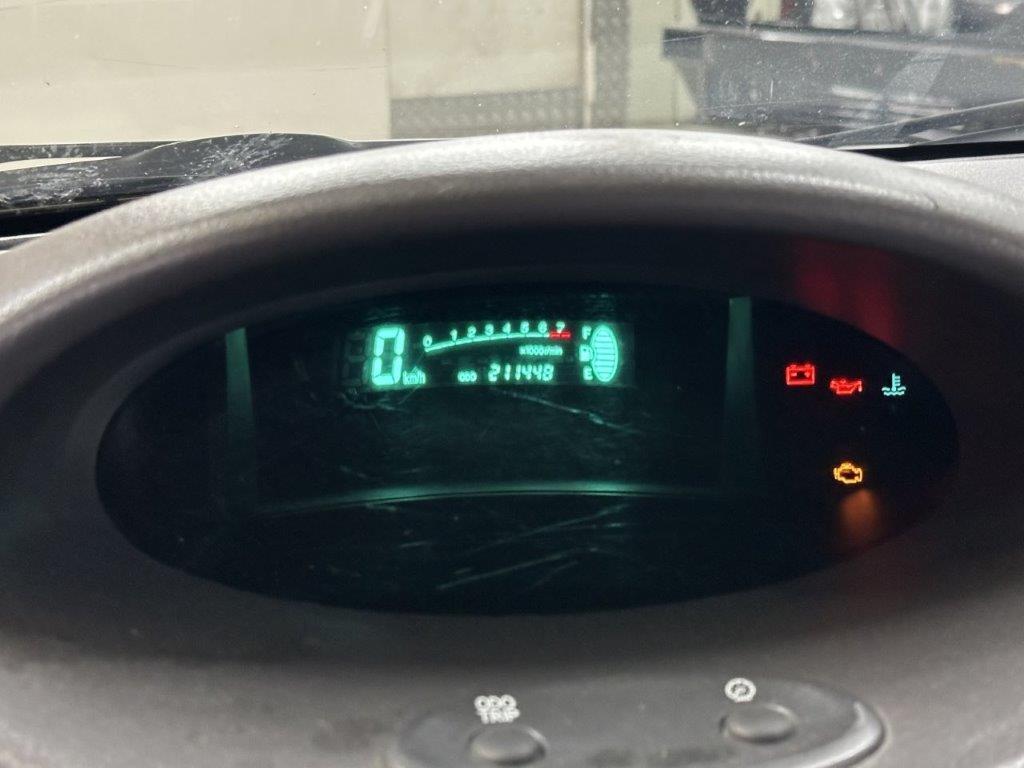 0 km/h
0 1 2 3 4 5 6 7
x1000r/min
ODO 211448
F
E
ODO
TRIP